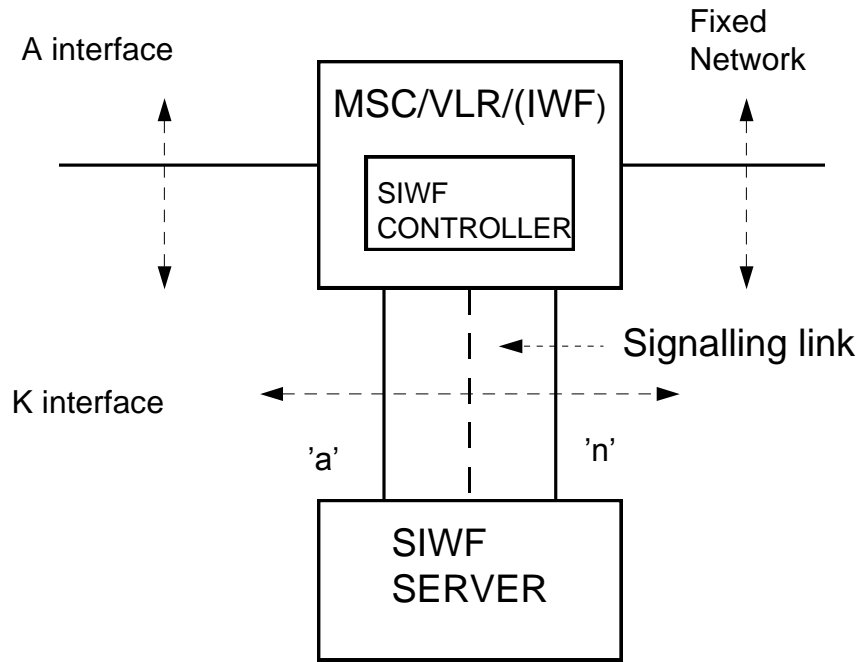 A interface
Fixed
Network
MSC/VLR/(IWF)
SIWF
CONTROLLER
Signalling link
K interface
’a’
’n’
SIWF
SERVER